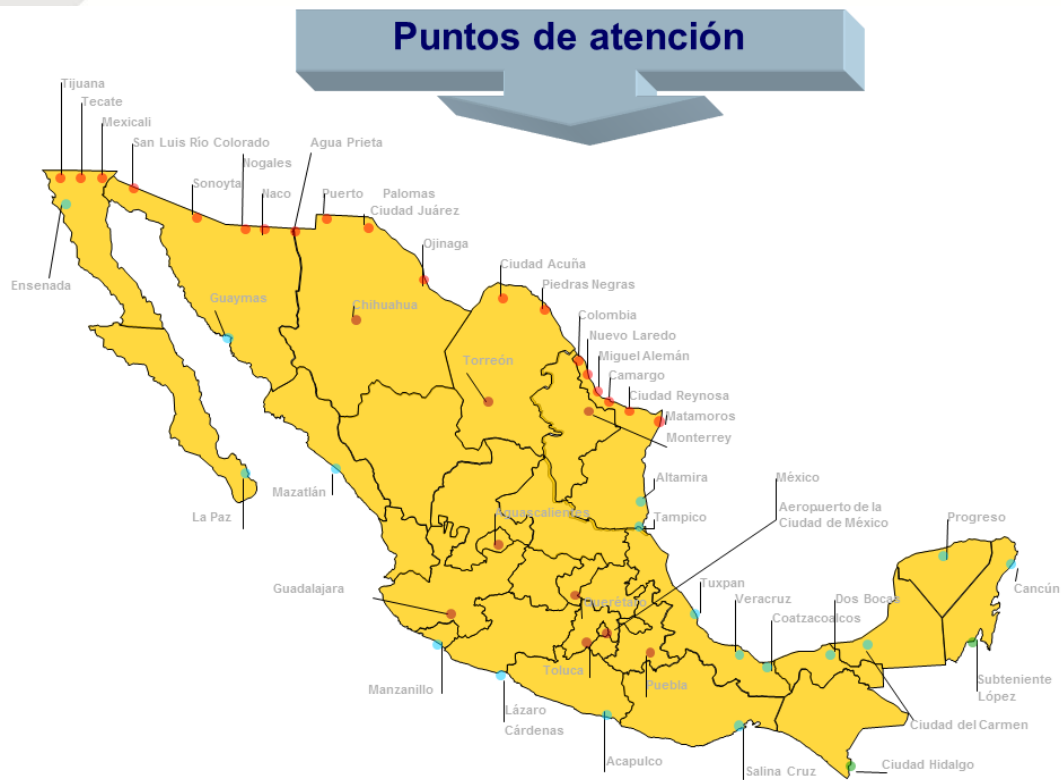 Puntos de atención
Tijuana
Tecate
Mexicali
San Luis Rìo Colorado
Agua Prieta
Nogales
Sonoyta
Naco
Puerto
Palomas
Ciudad Juárez
Ojinaga
Ciudad Acuña
Piedras Negras
Ensenada
Guaymas
Chihuahua
Colombia
Nuevo Laredo
Miguel Alemán
Torreón
Camargo
Ciudad Reynosa
Matamoros
Monterrey
Mazatlán
La Paz
Altamira
México
Aeropuerto de la
Ciudad de Mèxico
Aguascalientes
Tampico
Progreso
Guadalajara
Querétaro
Tuxpan
Veracruz
Dos Bocas
Cancún
Coatzacoalcos
Manzanillo
Toluca
Puebla
Subteniente
López
Lázaro
Cárdenas
Ciudad del Carmen
Acapulco
Salina Cruz
Ciudad Hidalgo